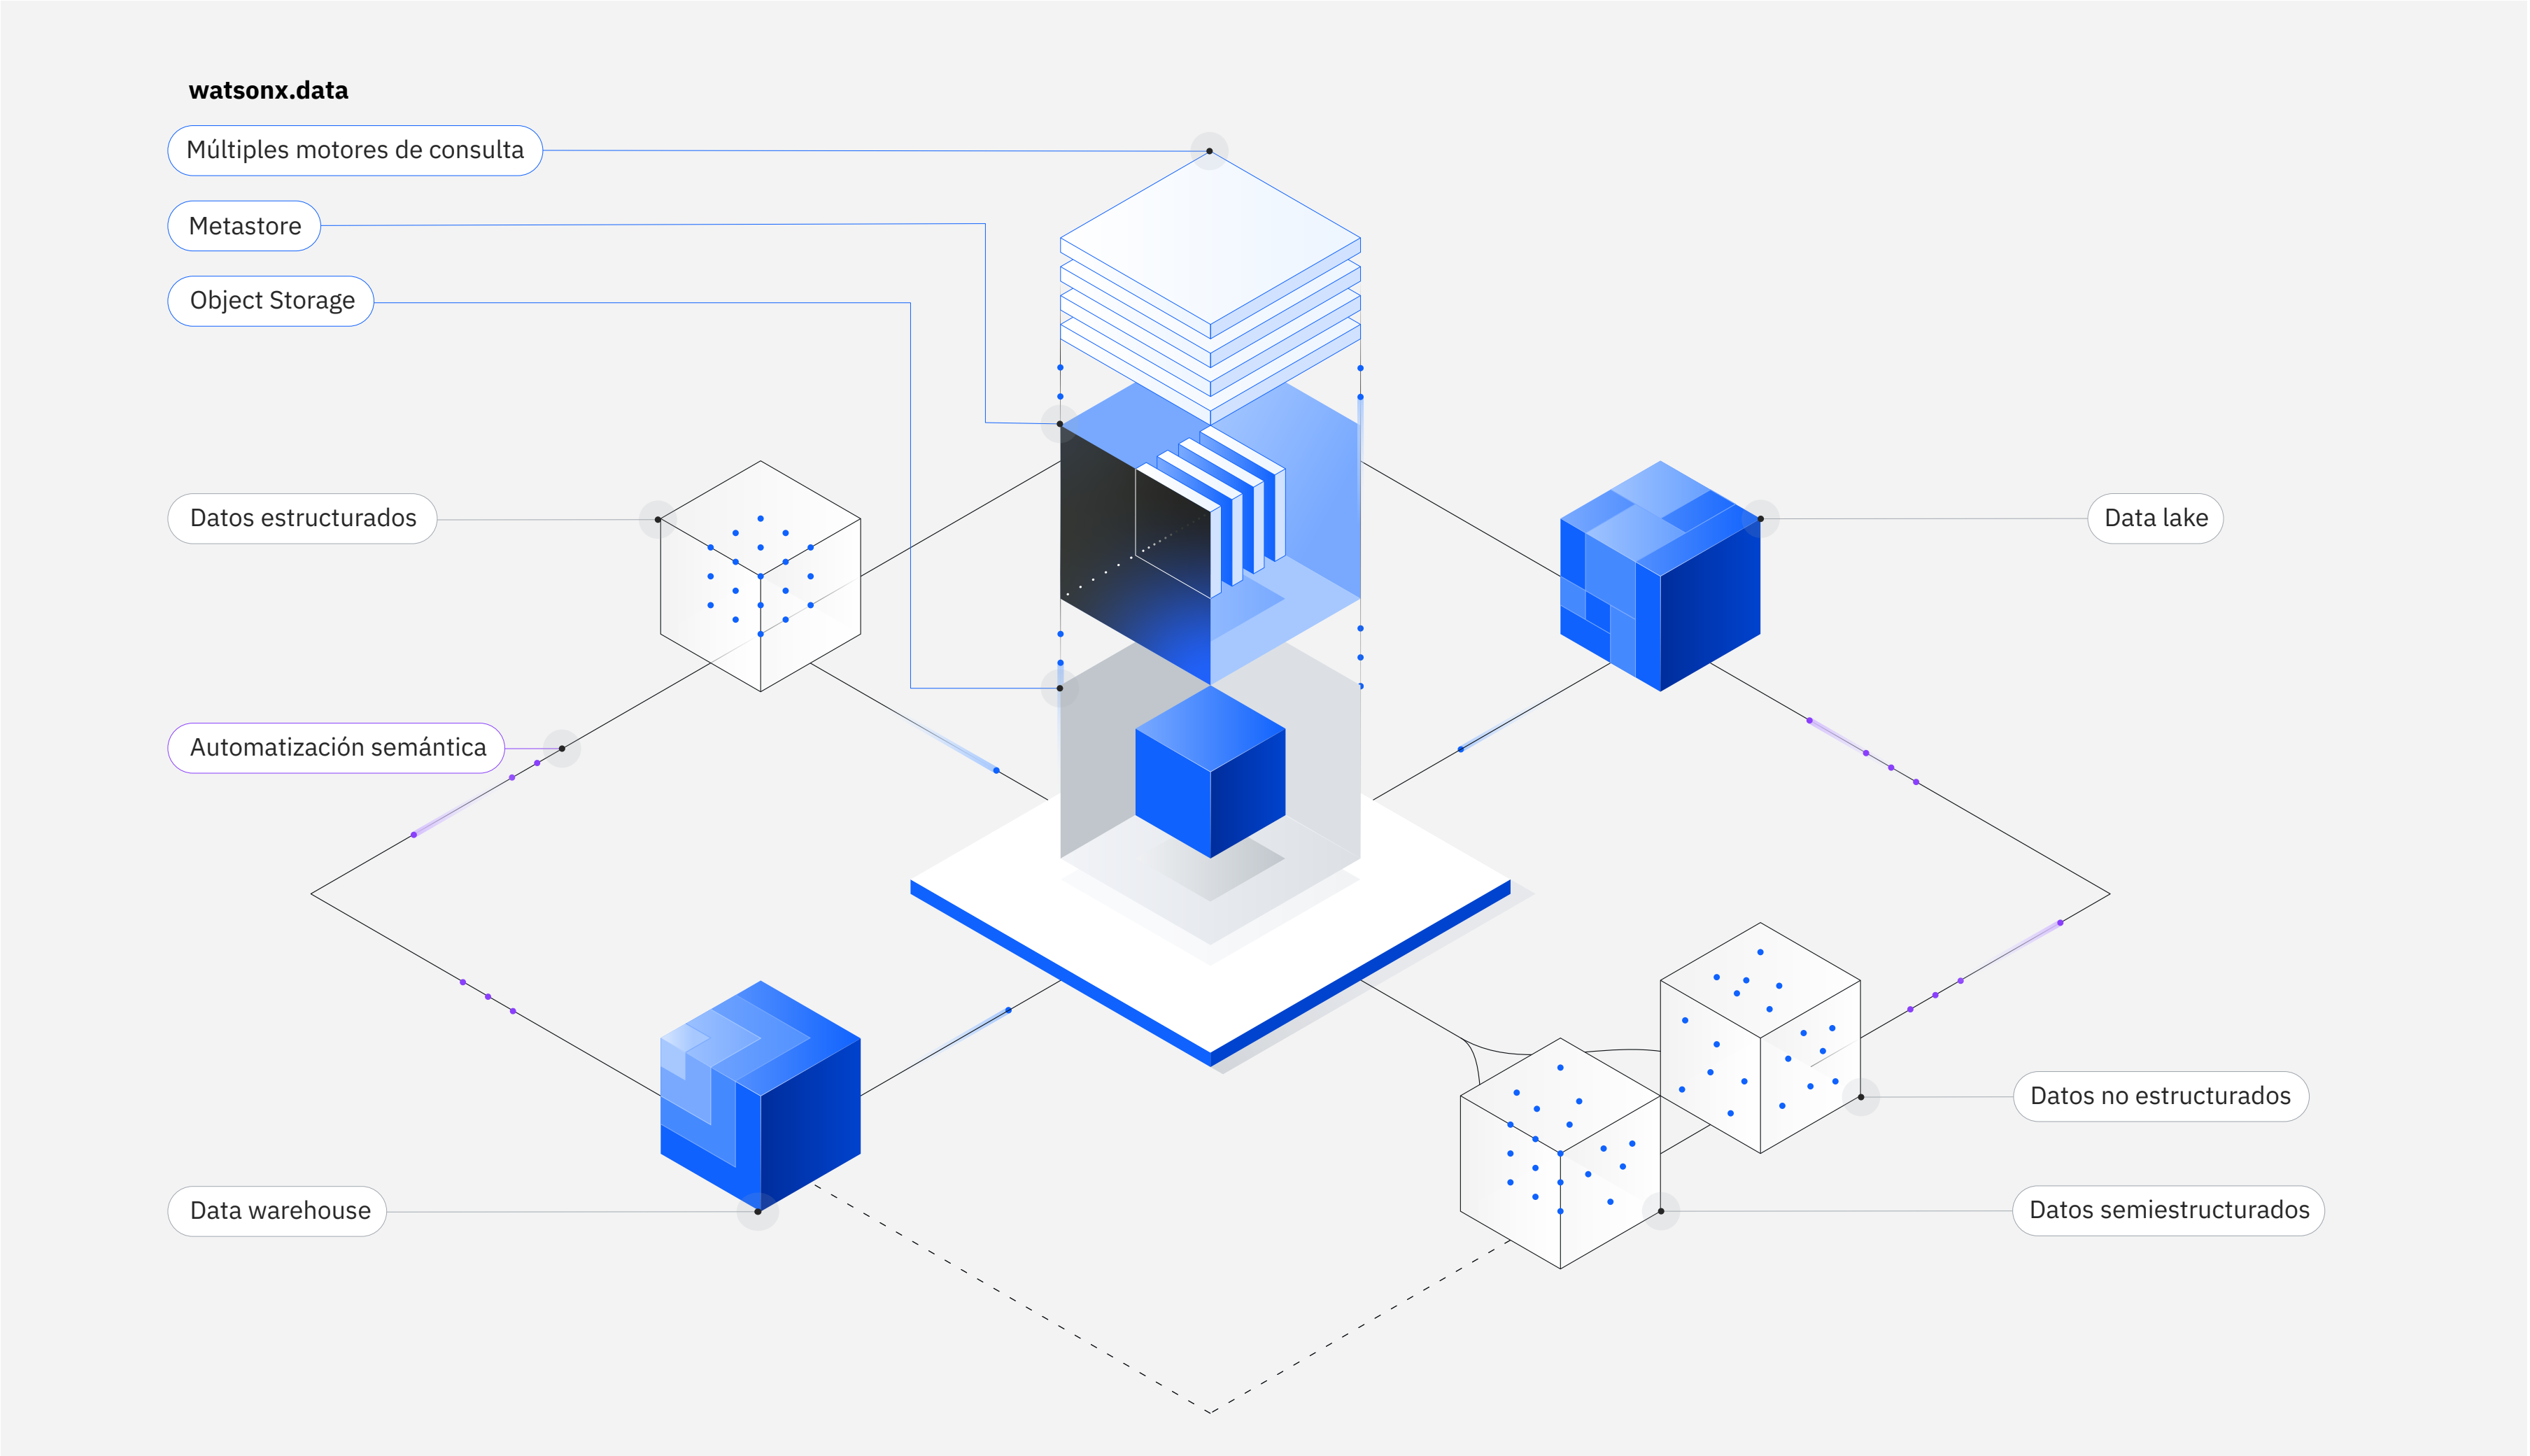 watsonx.data
Múltiples motores de consulta
Metastore
Object Storage
Datos estructurados
Data lake
Automatización semántica
Datos no estructurados
Data warehouse
Datos semiestructurados